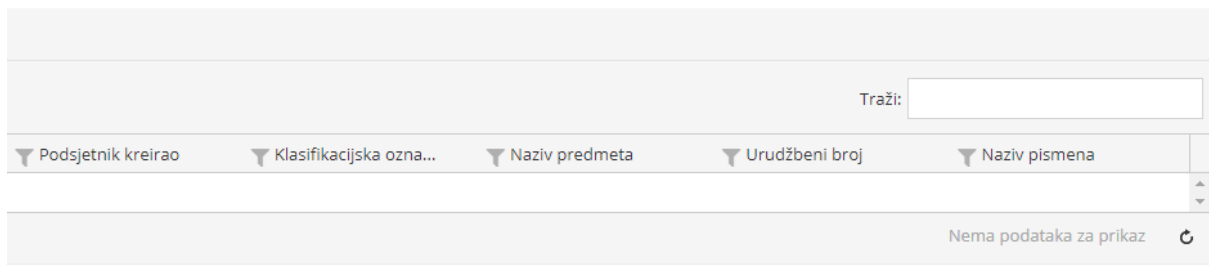 Traži:
Podsjetnik kreirao Klasifikacijska ozna... Naziv predmeta Urudžbeni broj Naziv pismena
Nema podataka za prikaz